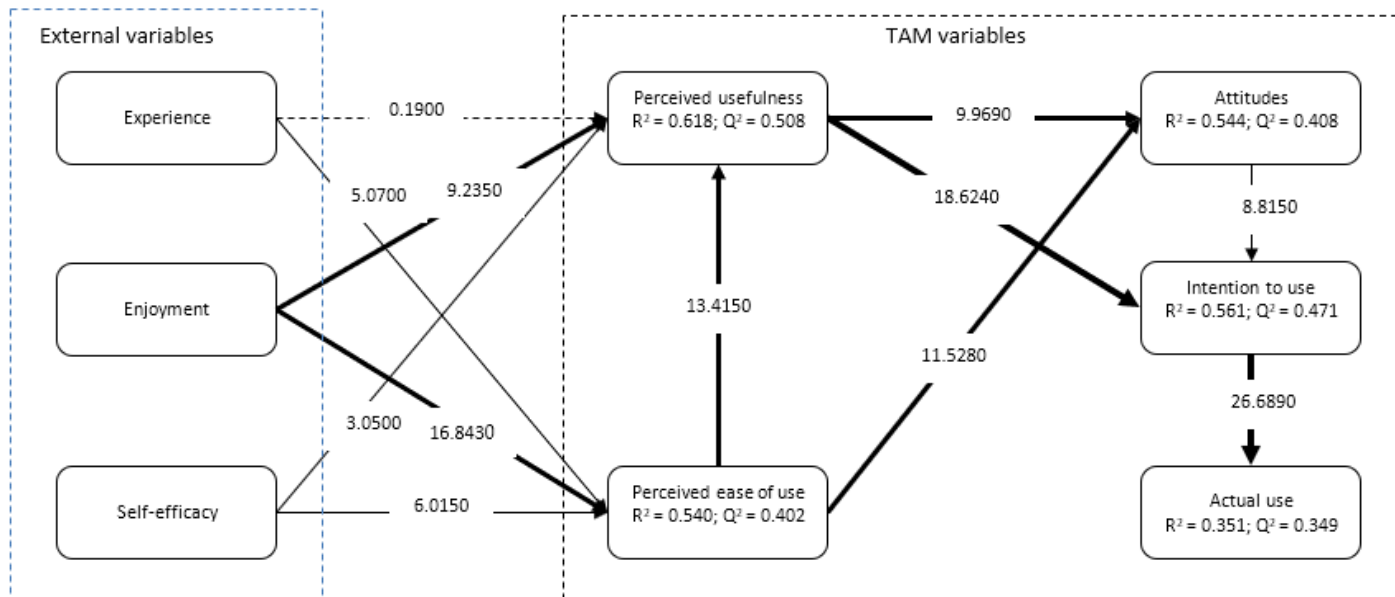 External variables
TAM variables
Experience
0.1900
Perceived usefulness
R² = 0.618; Q² = 0.508
9.9690
Attitudes
R² = 0.544; Q² = 0.408
5.0700
9.2350
18.6240
8.8150
Enjoyment
13.4150
Intention to use
R² = 0.561; Q² = 0.471
11.5280
26.6890
3.0500
16.8430
Self-efficacy
6.0150
Perceived ease of use
R² = 0.540; Q² = 0.402
Actual use
R² = 0.351; Q² = 0.349